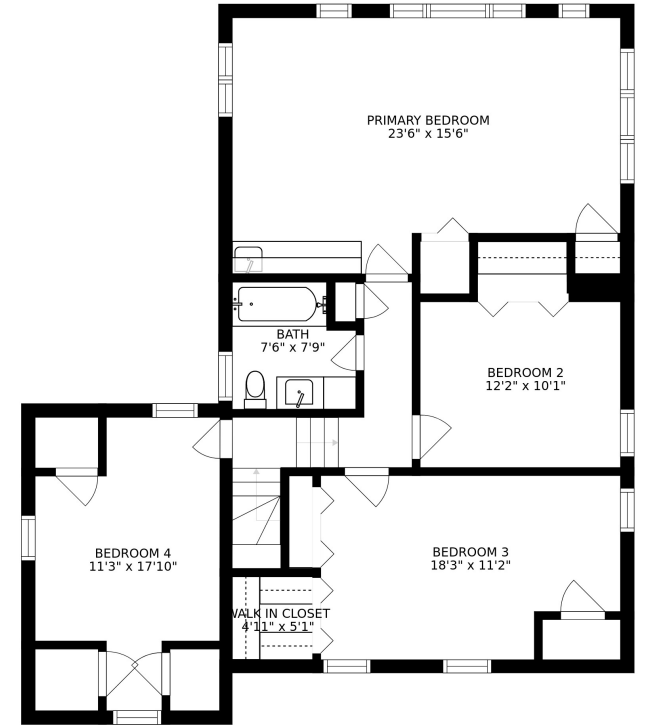 PRIMARY BEDROOM
23'6" x 15'6"
BATH
7'6" x 7'9"
BEDROOM 2
12'2" x 10'1"
BEDROOM 4
11'3" x 17'10"
BEDROOM 3
18'3" x 11'2"
WALK IN CLOSET
4'11" x 5'1"